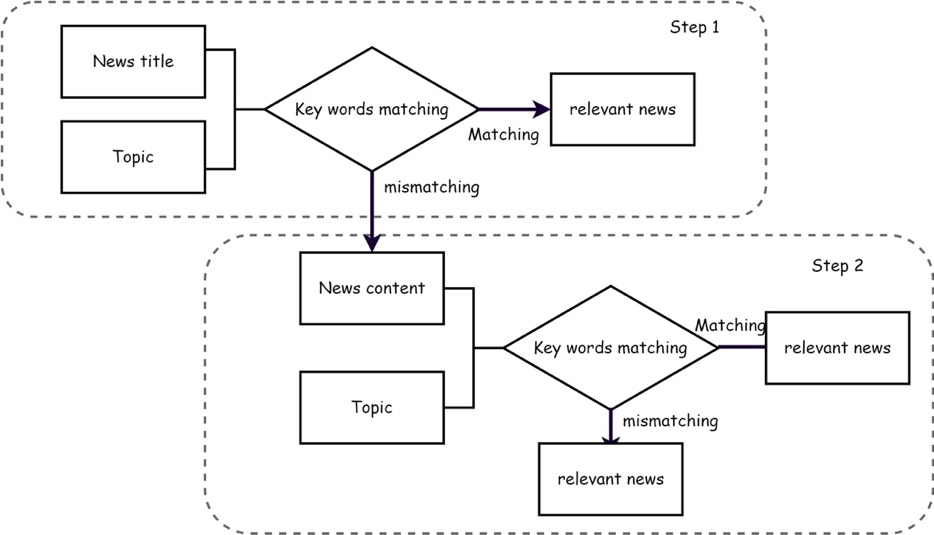 Step 1
News title
Key words matching
relevant news
Matching
Topic
mismatching
Step 2
News content
Matching
Key words matching
relevant news
Topic
mismatching
relevant news